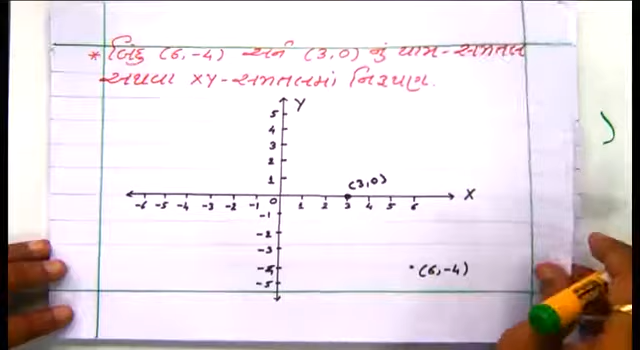 * બિંદુ (6,-4) અને (3,0) નું યામ-સમતલ
અથવા XY-સમતલમાં નિરૂપણ.
Y
5
4
3
2
1
(3,0)
-6 -5 -4 -3 -2 -1 0 1 2 3 4 5 6 X
-1
-2
-3
-4 (6,-4)
-5